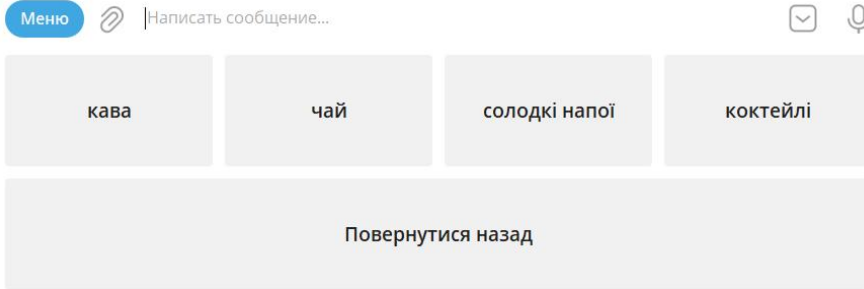 Меню Написать сообщение...
кава чай солодкі напої коктейлі
Повернутися назад